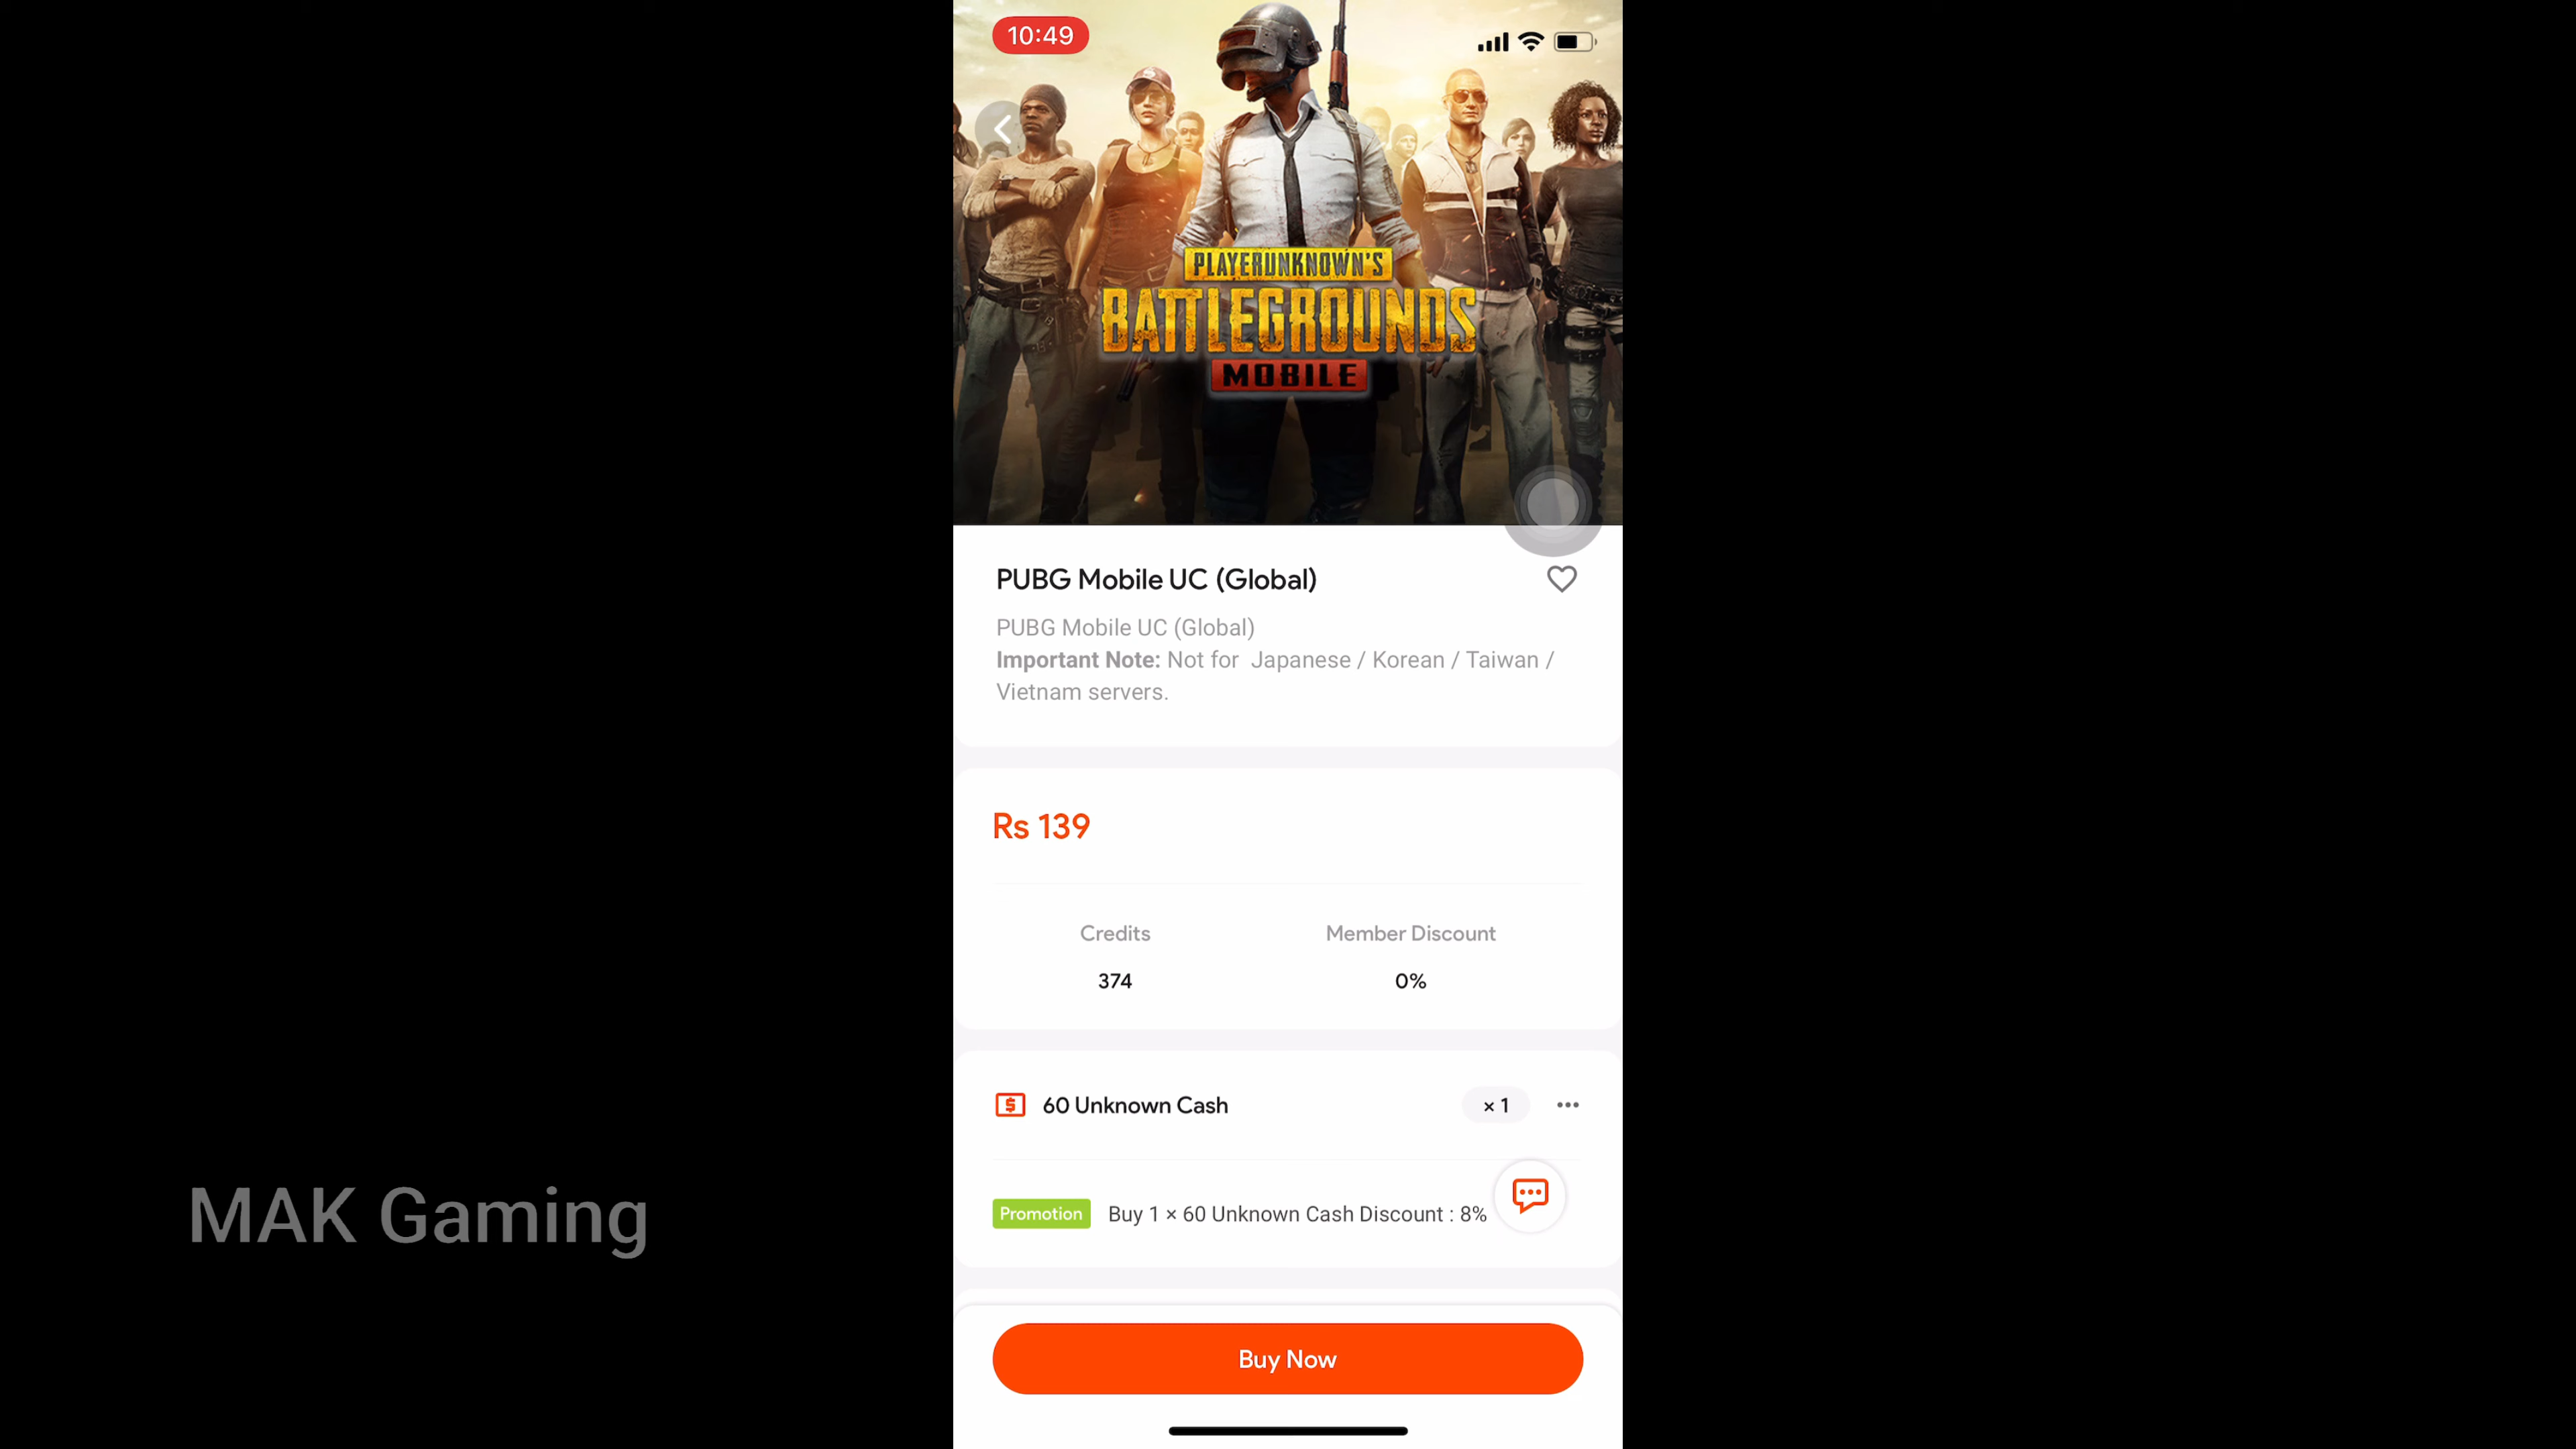 10:49
PLAYERUNKNOWN'S
BATTLEGROUNDS
MOBILE
PUBG Mobile UC (Global)
PUBG Mobile UC (Global)
Important Note: Not for Japanese / Korean / Taiwan /
Vietnam servers.
Rs 139
Credits
Member Discount
374
0%
60 Unknown Cash
× 1
Promotion
Buy 1 × 60 Unknown Cash Discount : 8%
MAK Gaming
Buy Now